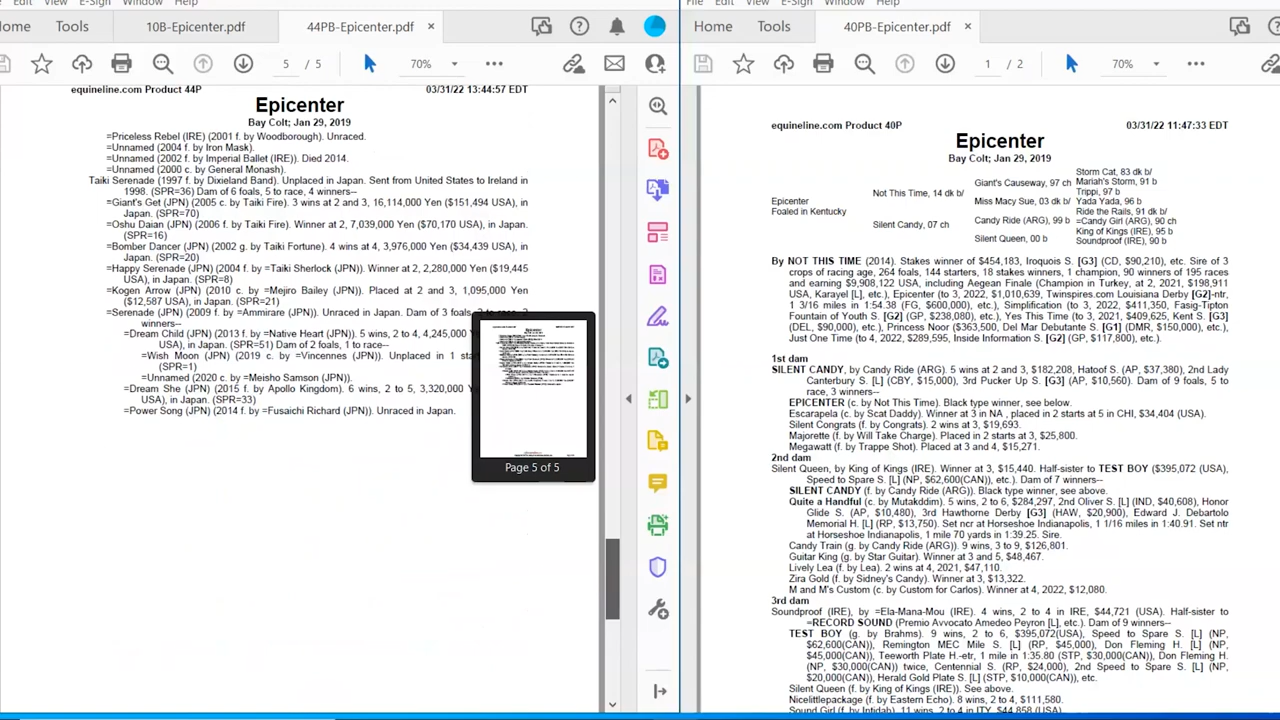 File Edit View E-Sign Window Help
Home Tools 10B-Epicenter.pdf 44PB-Epicenter.pdf ×
5 / 5 70%
equineline.com Product 44P 03/31/22 13:44:57 EDT
Epicenter
Bay Colt; Jan 29, 2019
=Priceless Rebel (IRE) (2001 f. by Woodborough). Unraced.
=Unnamed (2004 f. by Iron Mask).
=Unnamed (2002 f. by Imperial Ballet (IRE)). Died 2014.
=Unnamed (2000 c. by General Monash).
Taiki Serenade (1997 f. by Dixieland Band). Unplaced in Japan. Sent from United States to Ireland in
1998. (SPR=36) Dam of 6 foals, 5 to race, 4 winners--
=Giant's Get (JPN) (2005 c. by Taiki Fire). 3 wins at 2 and 3, 16,114,000 Yen ($151,494 USA), in
Japan. (SPR=70)
=Oshu Daian (JPN) (2006 f. by Taiki Fire). Winner at 2, 7,039,000 Yen ($70,170 USA), in Japan.
(SPR=16)
=Bomber Dancer (JPN) (2002 g. by Taiki Fortune). 4 wins at 4, 3,976,000 Yen ($34,439 USA), in
Japan. (SPR=20)
=Happy Serenade (JPN) (2004 f. by =Taiki Sherlock (JPN)). Winner at 2, 2,280,000 Yen ($19,445
USA), in Japan. (SPR=8)
=Kogen Arrow (JPN) (2010 c. by =Mejiro Bailey (JPN)). Placed at 2 and 3, 1,095,000 Yen
($12,587 USA), in Japan. (SPR=21)
=Serenade (JPN) (2009 f. by =Ammirare (JPN)). Unraced in Japan. Dam of 3 foals, 2 to race, 2
winners--
=Dream Child (JPN) (2013 f. by =Native Heart (JPN)). 5 wins, 2 to 4, 4,245,000 Y
USA), in Japan. (SPR=51) Dam of 2 foals, 1 to race--
=Wish Moon (JPN) (2019 c. by =Vincennes (JPN)). Unplaced in 1 start
(SPR=1)
=Unnamed (2020 c. by =Meisho Samson (JPN)).
=Dream She (JPN) (2015 f. by Apollo Kingdom). 6 wins, 2 to 5, 3,320,000 Y
USA), in Japan. (SPR=33)
=Power Song (JPN) (2014 f. by =Fusaichi Richard (JPN)). Unraced in Japan.
Page 5 of 5
File Edit View E-Sign Window Help
Home Tools 40PB-Epicenter.pdf ×
1 / 2 70%
equineline.com Product 40P 03/31/22 11:47:33 EDT
Epicenter
Bay Colt; Jan 29, 2019
Storm Cat, 83 dk b/
Giant's Causeway, 97 ch
Mariah's Storm, 91 b
Not This Time, 14 dk b/
Trippi, 97 b
Miss Macy Sue, 03 dk b/
Yada Yada, 96 b
Epicenter
Foaled in Kentucky
Ride the Rails, 91 dk b/
Candy Ride (ARG), 99 b
=Candy Girl (ARG), 90 ch
Silent Candy, 07 ch
King of Kings (IRE), 95 b
Silent Queen, 00 b
Soundproof (IRE), 90 b
By NOT THIS TIME (2014). Stakes winner of $454,183, Iroquois S. [G3] (CD, $90,210), etc. Sire of 3
crops of racing age, 264 foals, 144 starters, 18 stakes winners, 1 champion, 90 winners of 195 races
and earning $9,908,122 USA, including Aegean Finale (Champion in Turkey, at 2, 2021, $198,911
USA, Karayel [L], etc.), Epicenter (to 3, 2022, $1,010,639, Twinspires.com Louisiana Derby [G2]-ntr,
1 3/16 miles in 1:54.38 (FG, $600,000), etc.), Simplification (to 3, 2022, $411,350, Fasig-Tipton
Fountain of Youth S. [G2] (GP, $238,080), etc.), Yes This Time (to 3, 2021, $409,625, Kent S. [G3]
(DEL, $90,000), etc.), Princess Noor ($363,500, Del Mar Debutante S. [G1] (DMR, $150,000), etc.),
Just One Time (to 4, 2022, $289,595, Inside Information S. [G2] (GP, $117,800), etc.).
1st dam
SILENT CANDY, by Candy Ride (ARG). 5 wins at 2 and 3, $182,208, Hatoof S. (AP, $37,380), 2nd Lady
Canterbury S. [L] (CBY, $15,000), 3rd Pucker Up S. [G3] (AP, $10,560). Dam of 9 foals, 5 to
race, 3 winners--
EPICENTER (c. by Not This Time). Black type winner, see below.
Escarapela (c. by Scat Daddy). Winner at 3 in NA , placed in 2 starts at 5 in CHI, $34,404 (USA).
Silent Congrats (f. by Congrats). 2 wins at 3, $19,693.
Majorette (f. by Will Take Charge). Placed in 2 starts at 3, $25,800.
Megawatt (f. by Trappe Shot). Placed at 3 and 4, $15,271.
2nd dam
Silent Queen, by King of Kings (IRE). Winner at 3, $15,440. Half-sister to TEST BOY ($395,072 (USA),
Speed to Spare S. [L] (NP, $62,600(CAN)), etc.). Dam of 7 winners--
SILENT CANDY (f. by Candy Ride (ARG)). Black type winner, see above.
Quite a Handful (c. by Mutakddim). 5 wins, 2 to 6, $284,297, 2nd Oliver S. [L] (IND, $40,608), Honor
Glide S. (AP, $10,480), 3rd Hawthorne Derby [G3] (HAW, $20,900), Edward J. Debartolo
Memorial H. [L] (RP, $13,750). Set ncr at Horseshoe Indianapolis, 1 1/16 miles in 1:40.91. Set ntr
at Horseshoe Indianapolis, 1 mile 70 yards in 1:39.25. Sire.
Candy Train (g. by Candy Ride (ARG)). 9 wins, 3 to 9, $126,801.
Guitar King (g. by Star Guitar). Winner at 3 and 5, $48,467.
Lively Lea (f. by Lea). 2 wins at 4, 2021, $47,110.
Zira Gold (f. by Sidney's Candy). Winner at 3, $13,322.
M and M's Custom (c. by Custom for Carlos). Winner at 4, 2022, $12,080.
3rd dam
Soundproof (IRE), by =Ela-Mana-Mou (IRE). 4 wins, 2 to 4 in IRE, $44,721 (USA). Half-sister to
=RECORD SOUND (Premio Avvocato Amedeo Peyron [L], etc.). Dam of 9 winners--
TEST BOY (g. by Brahms). 9 wins, 2 to 6, $395,072(USA), Speed to Spare S. [L] (NP,
$62,600(CAN)), Remington MEC Mile S. [L] (RP, $45,000), Don Fleming H. [L] (NP,
$45,000(CAN)), Teeworth Plate H.-etr, 1 mile in 1:35.80 (STP, $30,000(CAN)), Don Fleming H.
(NP, $30,000(CAN)) twice, Centennial S. (RP, $24,000), 2nd Speed to Spare S. [L] (NP,
$20,000(CAN)), Herald Gold Plate S. [L] (STP, $10,000(CAN)), etc.
Silent Queen (f. by King of Kings (IRE)). See above.
Nicelittlepackage (f. by Eastern Echo). 8 wins, 2 to 4, $111,580.
Sound Girl (f. by Intidab). 11 wins, 2 to 4 in ITY, $44,858 (USA).